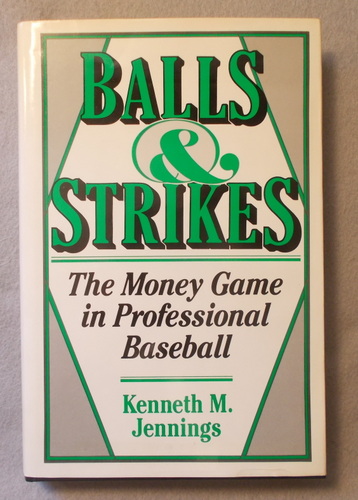 BALLS
&
STRIKES
The Money Game
in Professional
Baseball
Kenneth M.
Jennings